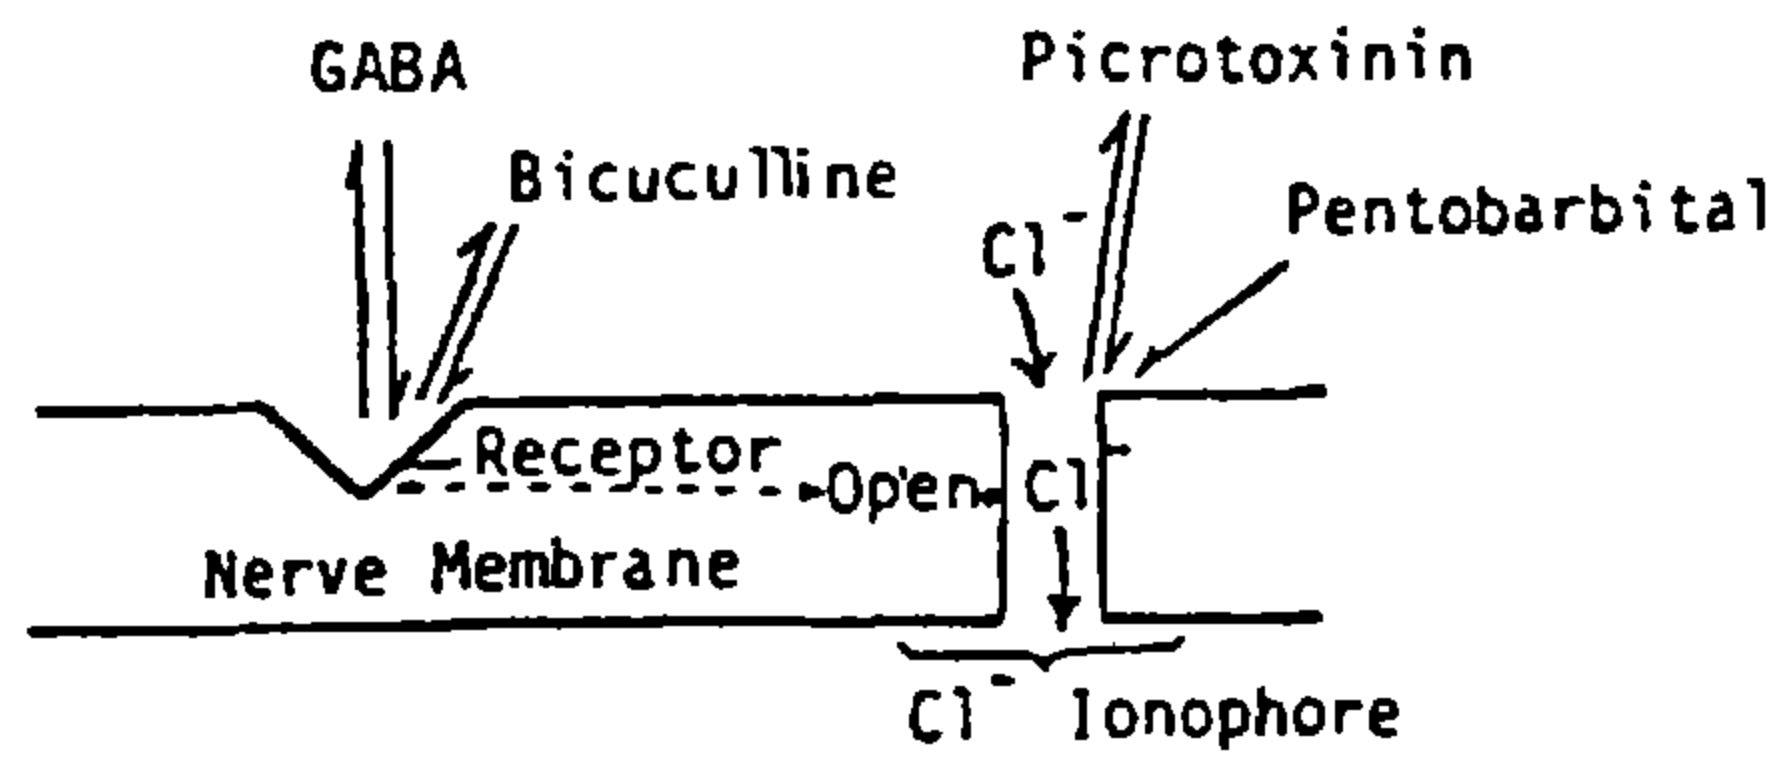 GABA
Picrotoxinin
Bicuculline
Pentobarbital
Cl⁻
Receptor
Open
Cl⁻
Nerve Membrane
Cl⁻ Ionophore